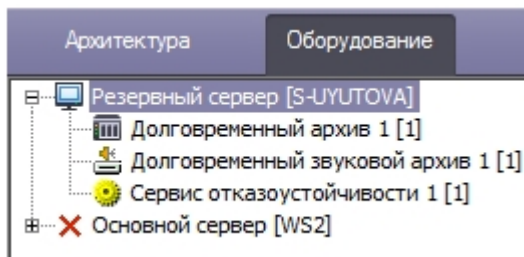 Архитектура Оборудование
Резервный сервер [S-UYUTOVA]
Долговременный архив 1 [1]
Долговременный звуковой архив 1 [1]
Сервис отказоустойчивости 1 [1]
Основной сервер [WS2]